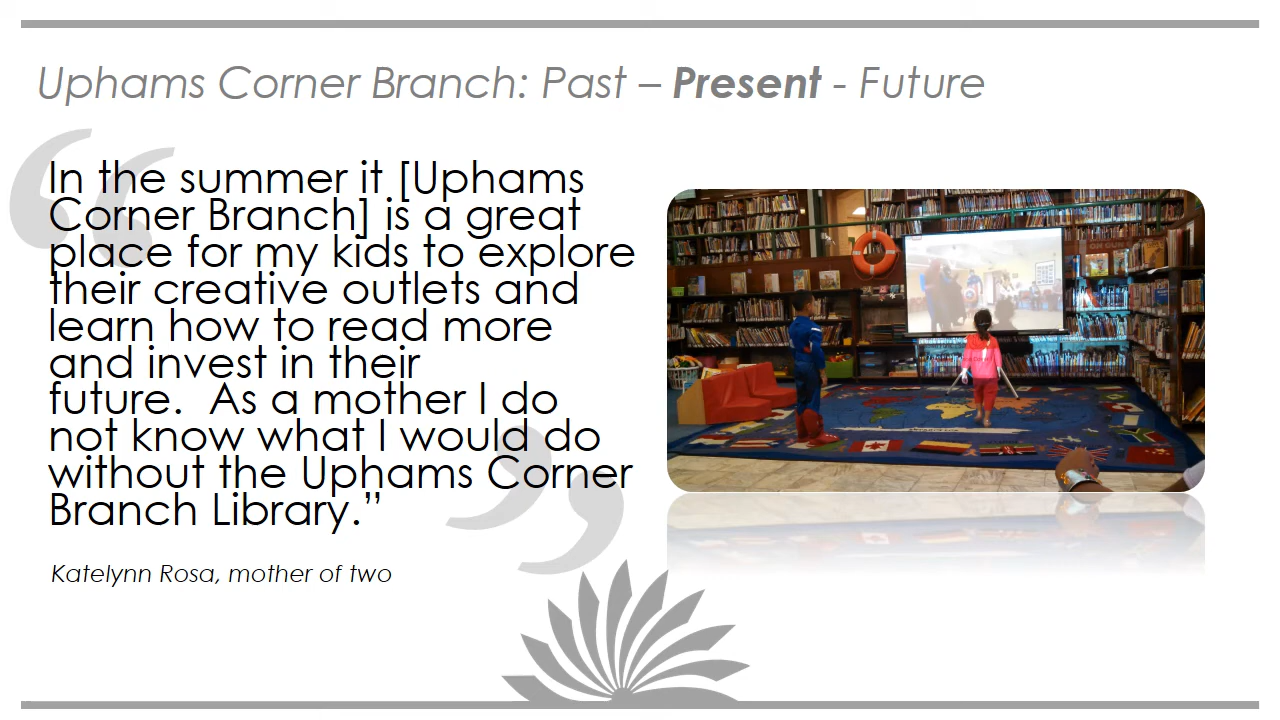 Uphams Corner Branch: Past – Present - Future
In the summer it [Uphams
Corner Branch] is a great
place for my kids to explore
their creative outlets and
learn how to read more
and invest in their
future.  As a mother I do
not know what I would do
without the Uphams Corner
Branch Library.”
Katelynn Rosa, mother of two